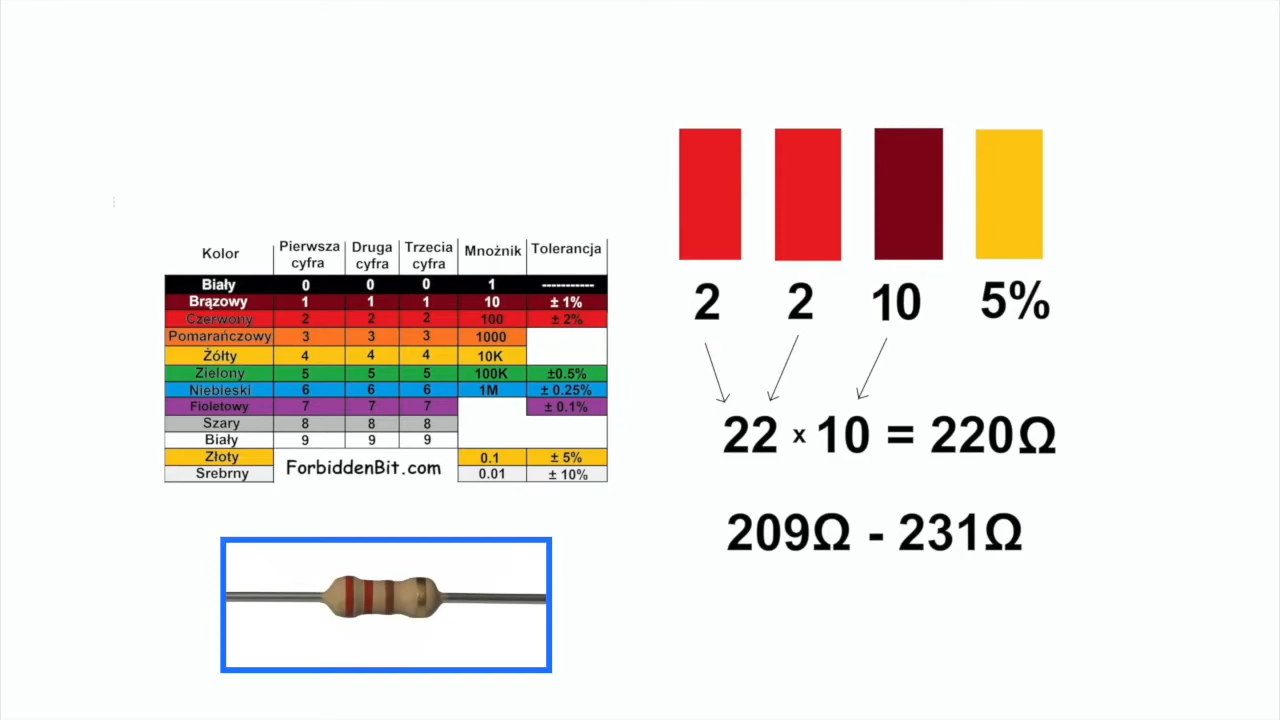 Kolor Pierwsza cyfra Druga cyfra Trzecia cyfra Mnożnik Tolerancja
Biały 0 0 0 1 -----------
Brązowy 1 1 1 10 ± 1%
Czerwony 2 2 2 100 ± 2%
Pomarańczowy 3 3 3 1000
Żółty 4 4 4 10K
Zielony 5 5 5 100K ±0.5%
Niebieski 6 6 6 1M ± 0.25%
Fioletowy 7 7 7 ± 0.1%
Szary 8 8 8
Biały 9 9 9
Złoty 0.1 ± 5%
Srebrny 0.01 ± 10%
ForbiddenBit.com
2 2 10 5%
22 x 10 = 220Ω
209Ω - 231Ω